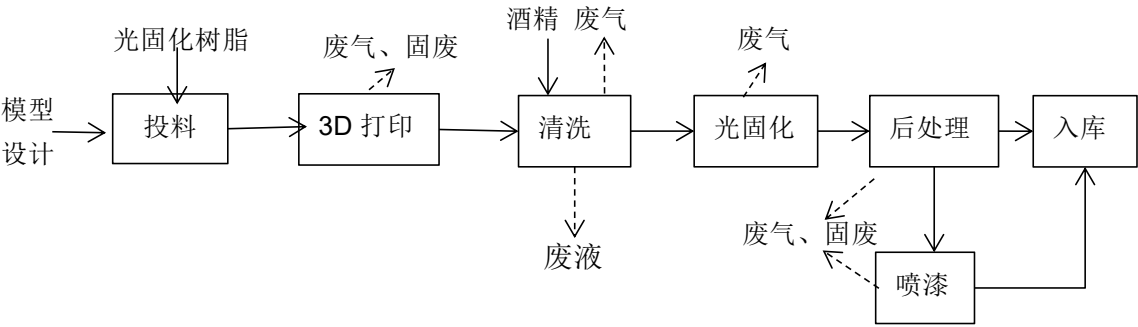 酒精 废气
光固化树脂
废气、固废
废气
模型
设计
投料
3D 打印
清洗
光固化
后处理
入库
废液
废气、固废
喷漆